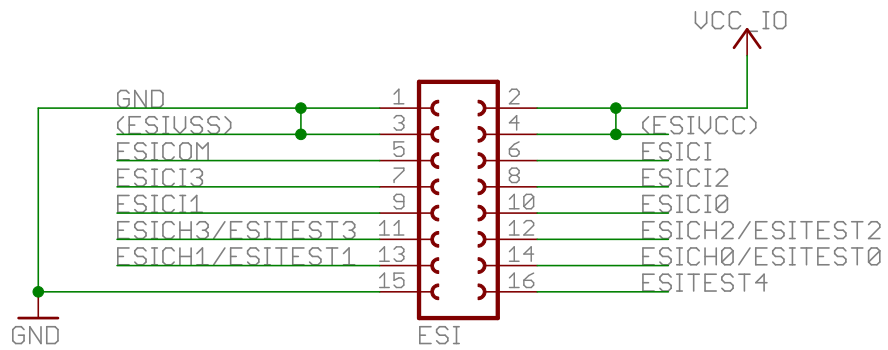 VCC_IO
GND 1 2
(ESIVSS) 3 4 (ESIVCC)
ESICOM 5 6 ESICI
ESICI3 7 8 ESICI2
ESICI1 9 10 ESICI0
ESICH3/ESITEST3 11 12 ESICH2/ESITEST2
ESICH1/ESITEST1 13 14 ESICH0/ESITEST0
15 16 ESITEST4
GND ESI